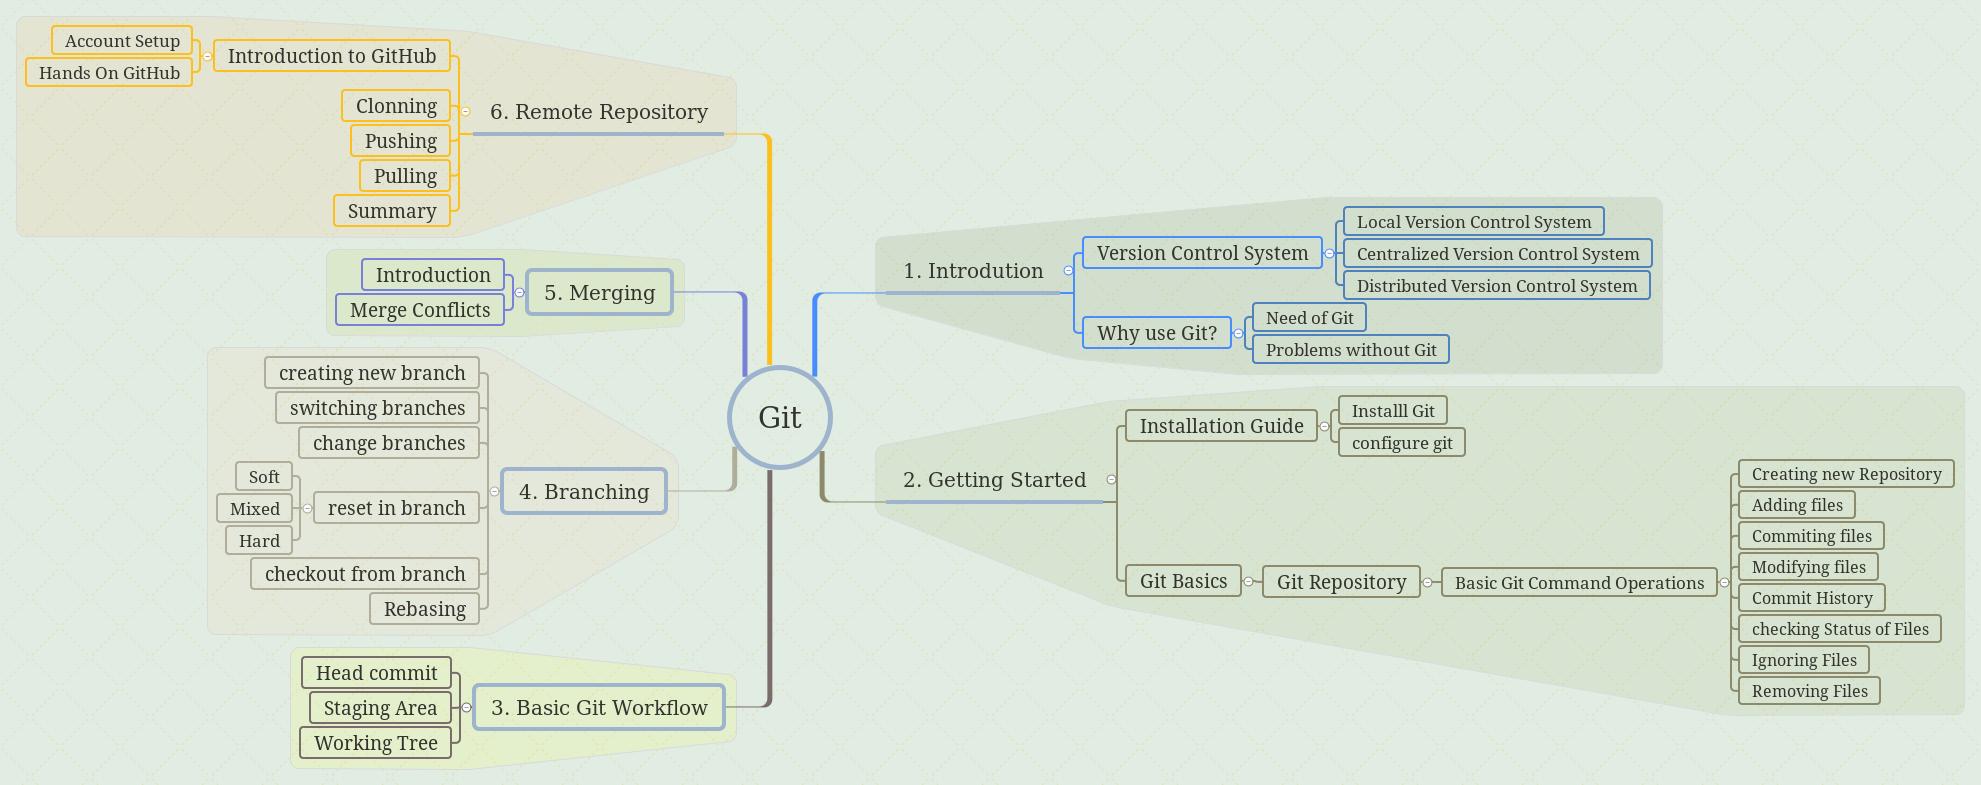 Git
1. Introdution
Version Control System
Local Version Control System
Centralized Version Control System
Distributed Version Control System
Why use Git?
Need of Git
Problems without Git
2. Getting Started
Installation Guide
Installl Git
configure git
Git Basics
Git Repository
Basic Git Command Operations
Creating new Repository
Adding files
Commiting files
Modifying files
Commit History
checking Status of Files
Ignoring Files
Removing Files
3. Basic Git Workflow
Head commit
Staging Area
Working Tree
4. Branching
creating new branch
switching branches
change branches
reset in branch
Soft
Mixed
Hard
checkout from branch
Rebasing
5. Merging
Introduction
Merge Conflicts
6. Remote Repository
Introduction to GitHub
Account Setup
Hands On GitHub
Clonning
Pushing
Pulling
Summary